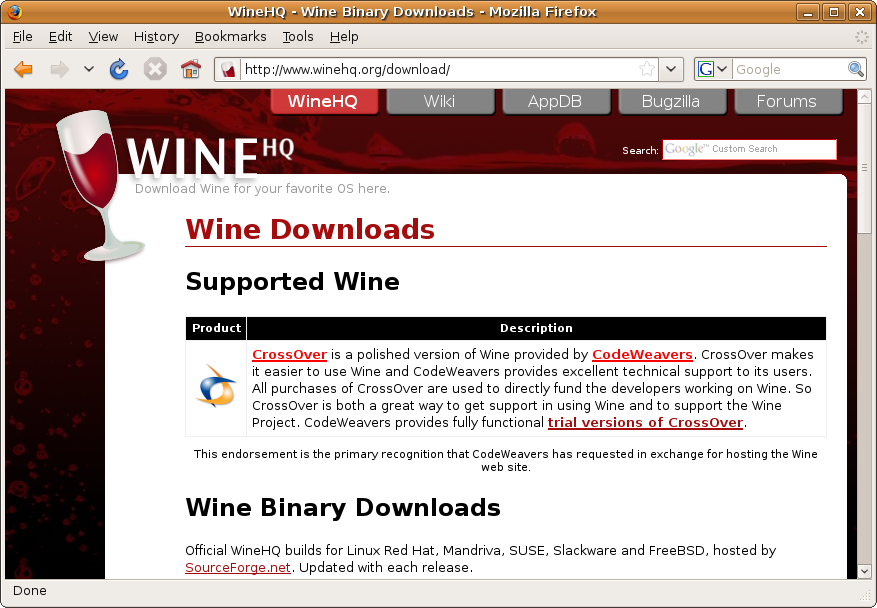 WineHQ - Wine Binary Downloads - Mozilla Firefox
File Edit View History Bookmarks Tools Help
http://www.winehq.org/download/
G Google
WineHQ Wiki AppDB Bugzilla Forums
WINE HQ
Search: Google™ Custom Search
Download Wine for your favorite OS here.
Wine Downloads
Supported Wine
Product Description
CrossOver is a polished version of Wine provided by CodeWeavers. CrossOver makes
it easier to use Wine and CodeWeavers provides excellent technical support to its users.
All purchases of CrossOver are used to directly fund the developers working on Wine. So
CrossOver is both a great way to get support in using Wine and to support the Wine
Project. CodeWeavers provides fully functional trial versions of CrossOver.
This endorsement is the primary recognition that CodeWeavers has requested in exchange for hosting the Wine
web site.
Wine Binary Downloads
Official WineHQ builds for Linux Red Hat, Mandriva, SUSE, Slackware and FreeBSD, hosted by
SourceForge.net. Updated with each release.
Done